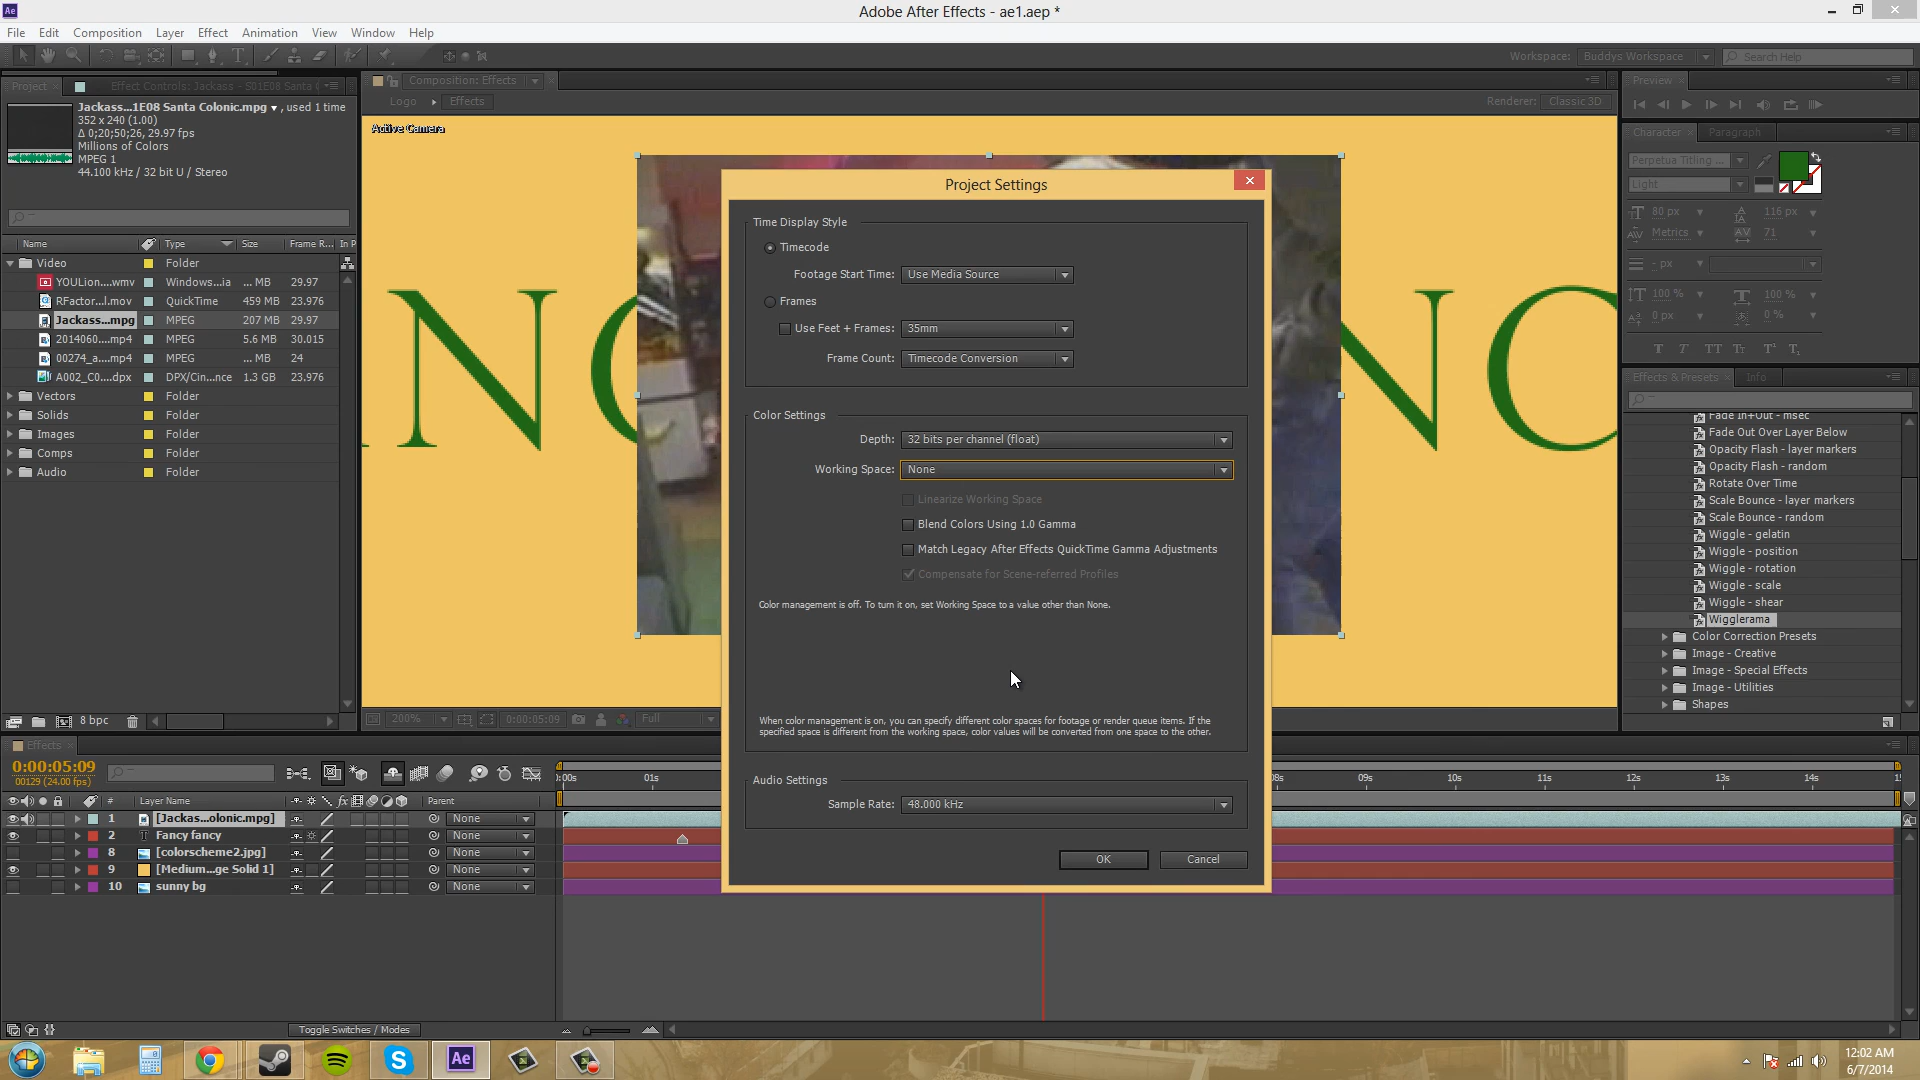 Adobe After Effects - ae1.aep *
File Edit Composition Layer Effect Animation View Window Help
Workspace: Buddys Workspace Search Help
Project Effect Controls: Jackass - S01E08 Santa
Composition: Effects
Preview
Jackass...1E08 Santa Colonic.mpg , used 1 time
352 x 240 (1.00)
Δ 0;20;50;26, 29.97 fps
Millions of Colors
MPEG 1
44.100 kHz / 32 bit U / Stereo
Logo Effects
Renderer: Classic 3D
Active Camera
Character Paragraph
Perpetua Titling ...
Light
80 px 116 px
Metrics 71
- px
100 % 100 %
0 px 0 %
Effects & Presets Info
Name Type Size Frame R... In P
Video Folder
YOULion....wmv Windows...ia ... MB 29.97
RFactor...l.mov QuickTime 459 MB 23.976
Jackass...mpg MPEG 207 MB 29.97
2014060....mp4 MPEG 5.6 MB 30.015
00274_a....mp4 MPEG ... MB 24
A002_C0....dpx DPX/Cin...nce 1.3 GB 23.976
Vectors Folder
Solids Folder
Images Folder
Comps Folder
Audio Folder
8 bpc
Project Settings
Time Display Style
Timecode
Footage Start Time: Use Media Source
Frames
Use Feet + Frames: 35mm
Frame Count: Timecode Conversion
Color Settings
Depth: 32 bits per channel (float)
Working Space: None
Linearize Working Space
Blend Colors Using 1.0 Gamma
Match Legacy After Effects QuickTime Gamma Adjustments
Compensate for Scene-referred Profiles
Color management is off. To turn it on, set Working Space to a value other than None.
When color management is on, you can specify different color spaces for footage or render queue items. If the
specified space is different from the working space, color values will be converted from one space to the other.
Audio Settings
Sample Rate: 48.000 kHz
OK Cancel
Fade In+Out - msec
Fade Out Over Layer Below
Opacity Flash - layer markers
Opacity Flash - random
Rotate Over Time
Scale Bounce - layer markers
Scale Bounce - random
Wiggle - gelatin
Wiggle - position
Wiggle - rotation
Wiggle - scale
Wiggle - shear
Wigglerama
Color Correction Presets
Image - Creative
Image - Special Effects
Image - Utilities
Shapes
200% 0:00:05:09 Full
Effects
0:00:05:09
00129 (24.00 fps)
:00s 01s 8s 09s 10s 11s 12s 13s 14s 15
# Layer Name Parent
1 [Jackas...olonic.mpg] None
2 Fancy fancy None
8 [colorscheme2.jpg] None
9 [Medium...ge Solid 1] None
10 sunny bg None
Toggle Switches / Modes
12:02 AM
6/7/2014